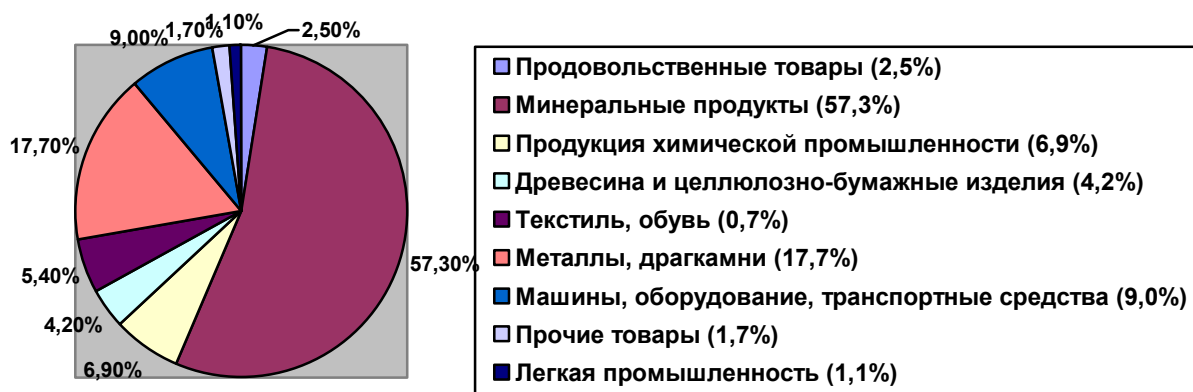 1,10%
1,70%
2,50%
9,00%
17,70%
57,30%
5,40%
4,20%
6,90%
Продовольственные товары (2,5%)
Минеральные продукты (57,3%)
Продукция химической промышленности (6,9%)
Древесина и целлюлозно-бумажные изделия (4,2%)
Текстиль, обувь (0,7%)
Металлы, драгкамни (17,7%)
Машины, оборудование, транспортные средства (9,0%)
Прочие товары (1,7%)
Легкая промышленность (1,1%)